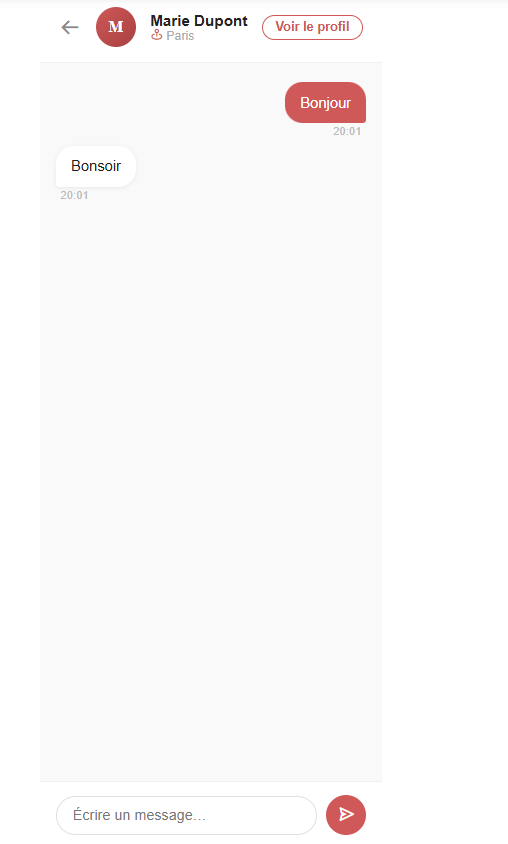 M
Marie Dupont
Paris
Voir le profil
Bonjour
20:01
Bonsoir
20:01
Écrire un message…